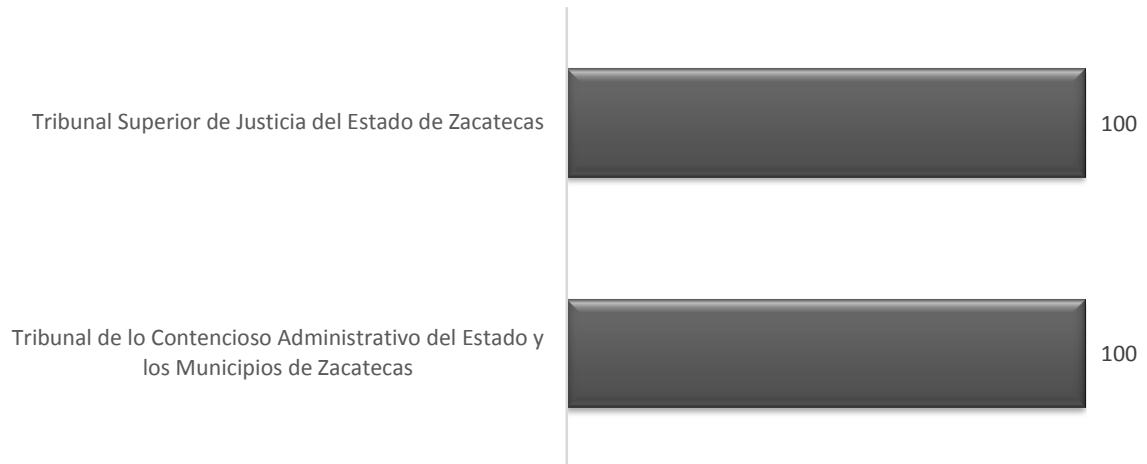 Tribunal Superior de Justicia del Estado de Zacatecas
100
Tribunal de lo Contencioso Administrativo del Estado y
los Municipios de Zacatecas
100